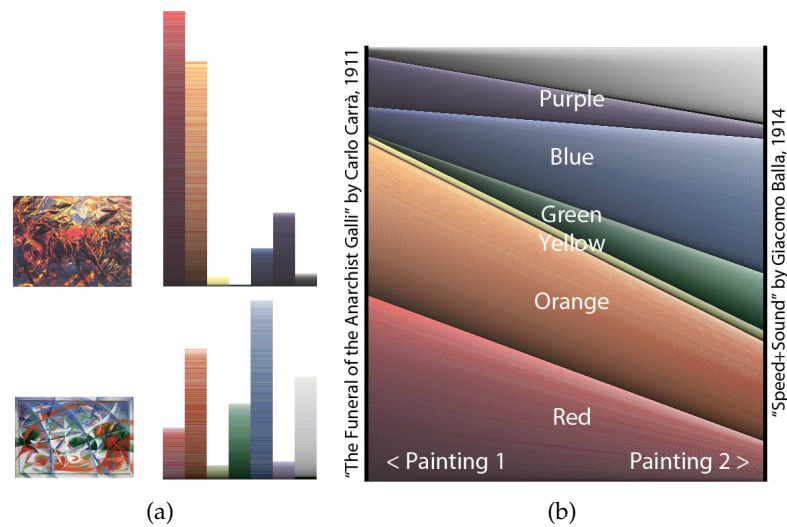 "The Funeral of the Anarchist Galli" by Carlo Carrà, 1911
Purple
Blue
Green
Yellow
Orange
Red
< Painting 1
Painting 2 >
"Speed+Sound" by Giacomo Balla, 1914
(a)
(b)